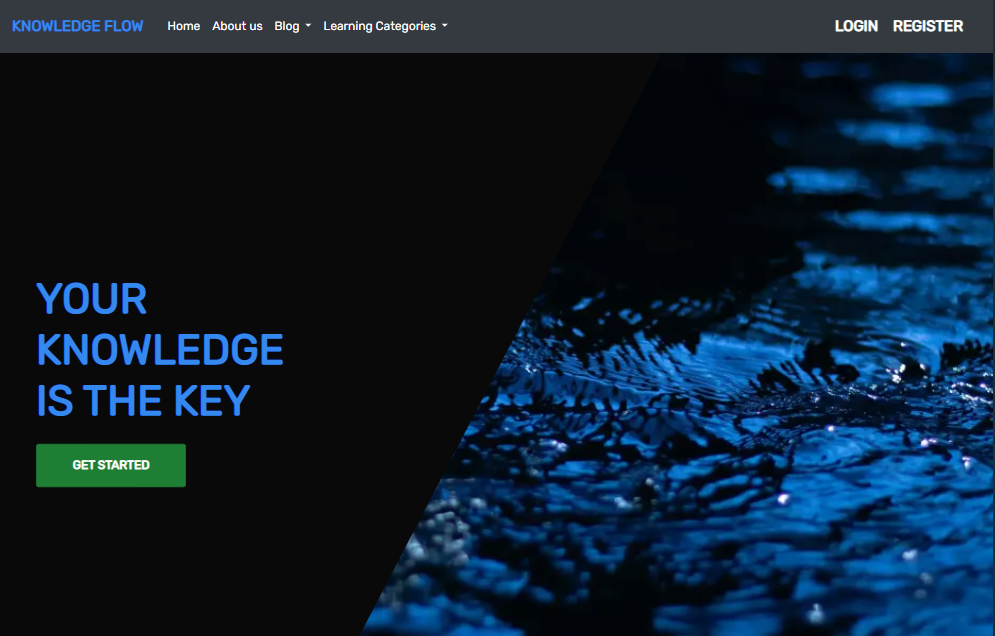 KNOWLEDGE FLOW Home About us Blog Learning Categories LOGIN REGISTER
YOUR
KNOWLEDGE
IS THE KEY
GET STARTED